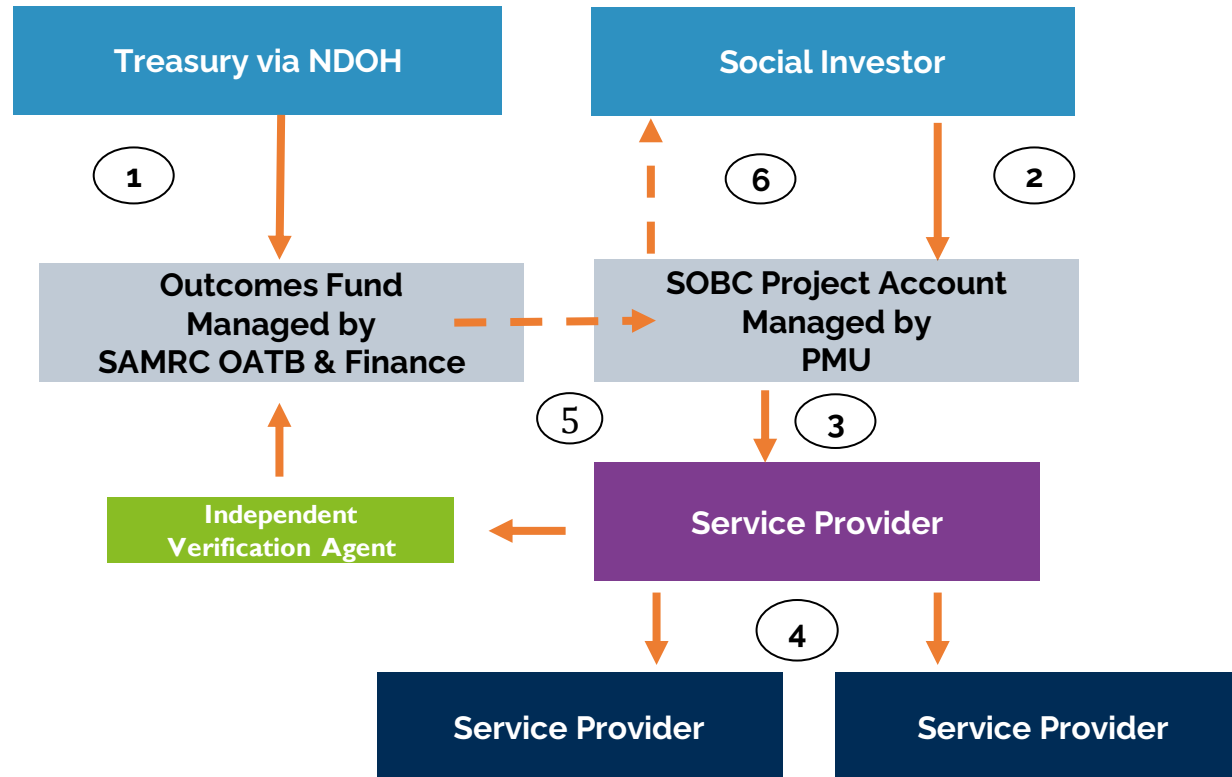 Treasury via NDOH
Social Investor
1
6
2
Outcomes Fund
Managed by
SAMRC OATB & Finance
SOBC Project Account
Managed by
PMU
5
3
Independent
Verification Agent
Service Provider
4
Service Provider
Service Provider